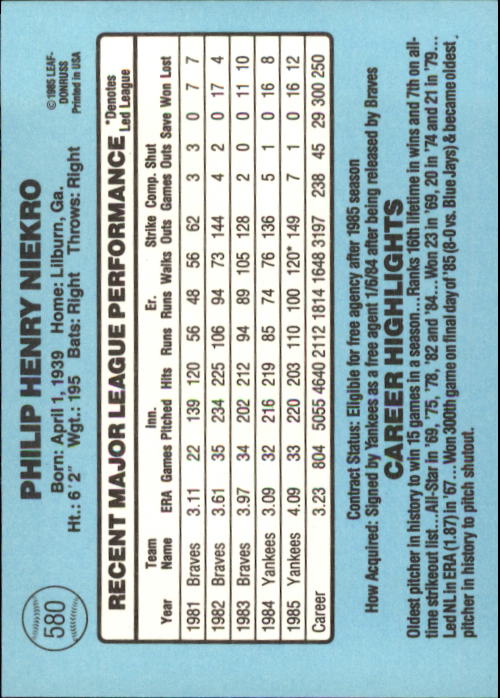 580
PHILIP HENRY NIEKRO
©1985 LEAF-
DONRUSS
Printed in USA
Born: April 1, 1939 Home: Lilburn, Ga.
Ht.: 6' 2" Wgt.: 195 Bats: Right Throws: Right
RECENT MAJOR LEAGUE PERFORMANCE *Denotes Led League
Year Team Name ERA Games Inn. Pitched Hits Runs Er. Runs Walks Strike Outs Comp. Games Shut Outs Save Won Lost
1981 Braves 3.11 22 139 120 56 48 56 62 3 3 0 7 7
1982 Braves 3.61 35 234 225 106 94 73 144 4 2 0 17 4
1983 Braves 3.97 34 202 212 94 89 105 128 2 0 0 11 10
1984 Yankees 3.09 32 216 219 85 74 76 136 5 1 0 16 8
1985 Yankees 4.09 33 220 203 110 100 120* 149 7 1 0 16 12
Career 3.23 804 5055 4640 2112 1814 1648 3197 238 45 29 300 250
Contract Status: Eligible for free agency after 1985 season
How Acquired: Signed by Yankees as a free agent 1/6/84 after being released by Braves
CAREER HIGHLIGHTS
Oldest pitcher in history to win 15 games in a season...Ranks 16th lifetime in wins and 7th on all-
time strikeout list...All-Star in '69, '75, '78, '82 and '84...Won 23 in '69, 20 in '74 and 21 in '79...
Led NL in ERA (1.87) in '67...Won 300th game on final day of '85 (8-0 vs. Blue Jays) & became oldest
pitcher in history to pitch shutout.